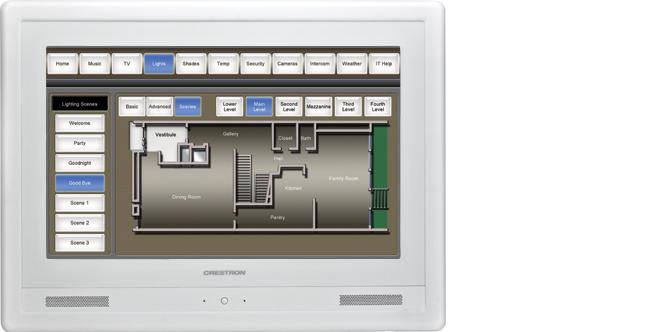 Home Music TV Lights Shades Temp Security Cameras Intercom Weather IT Help
Lighting Scenes
Welcome
Party
Goodnight
Good Bye
Scene 1
Scene 2
Scene 3
Basic Advanced Scenes Lower Level Main Level Second Level Mezzanine Third Level Fourth Level
Vestibule Gallery Closet Bath
Hall
Kitchen Family Room
Dining Room
Pantry
CRESTRON